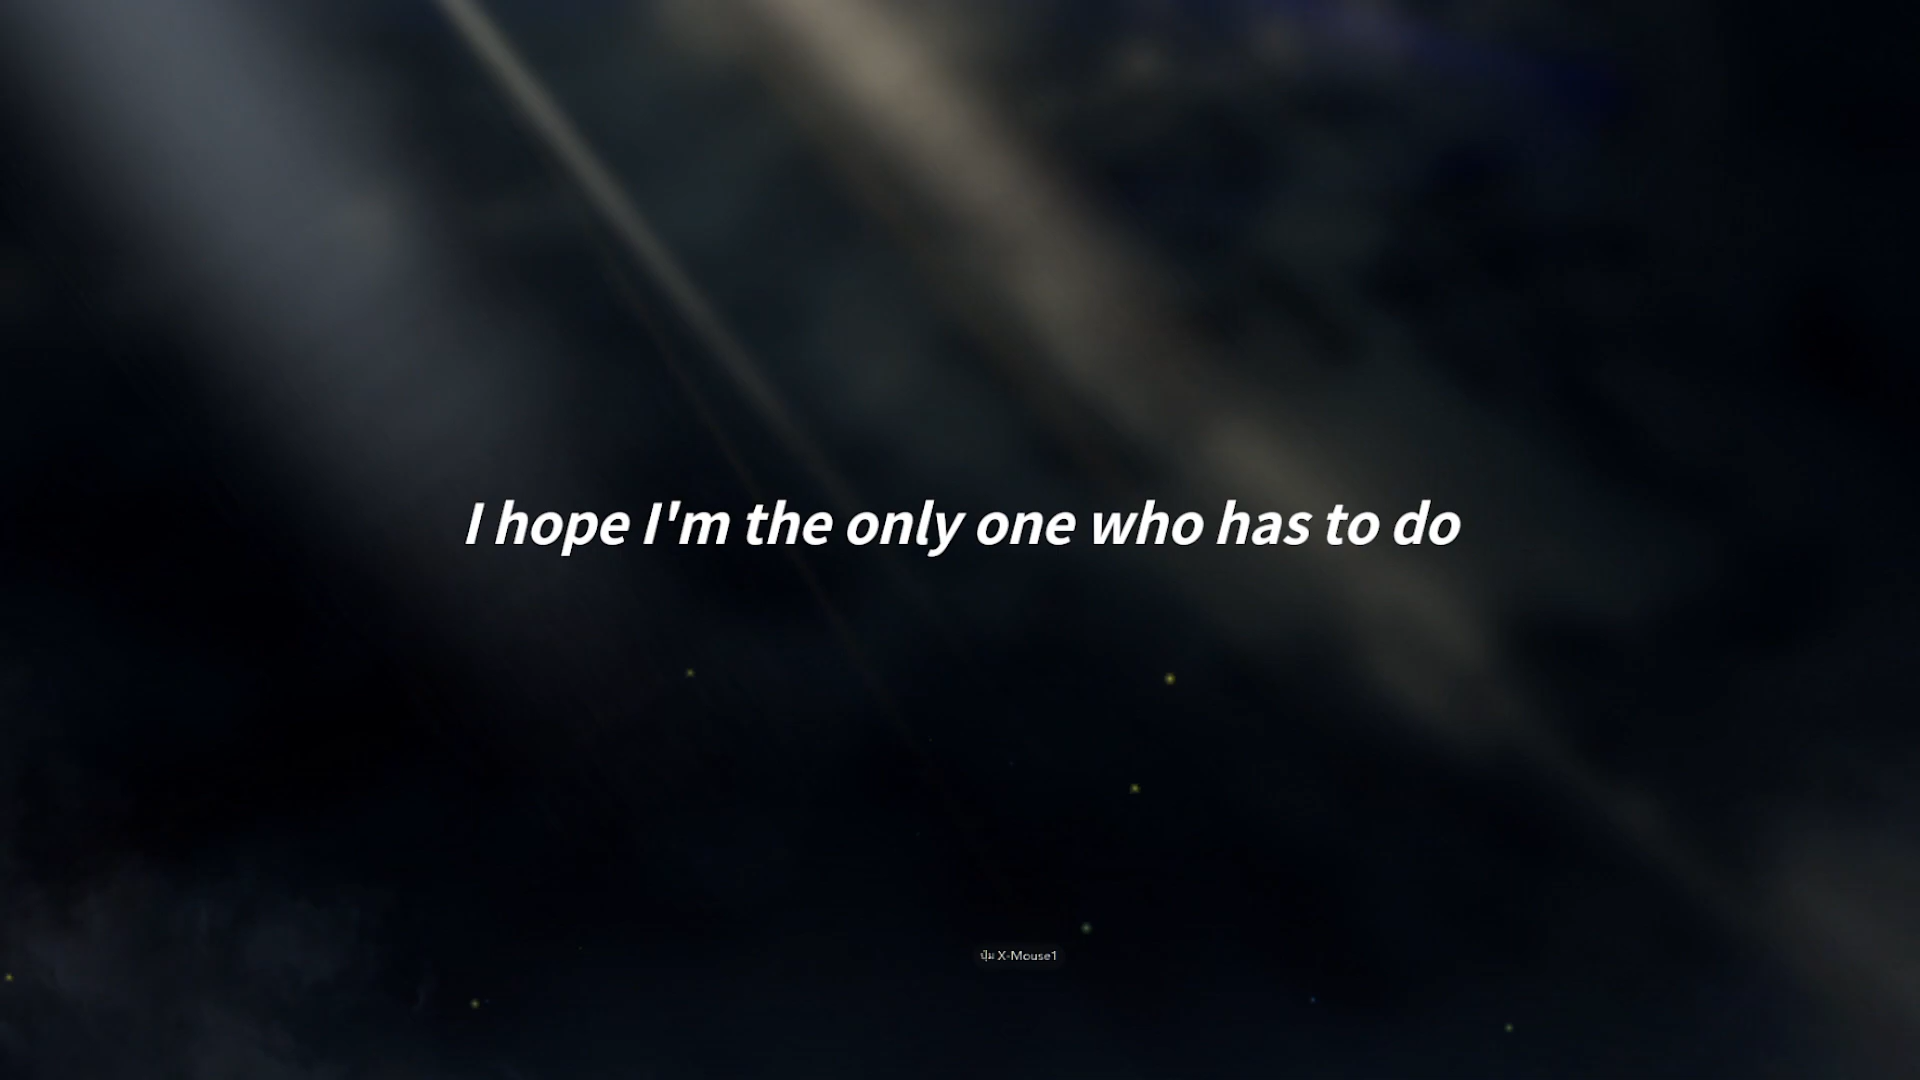 I hope I'm the only one who has to do
ปุ่ม X-Mouse1